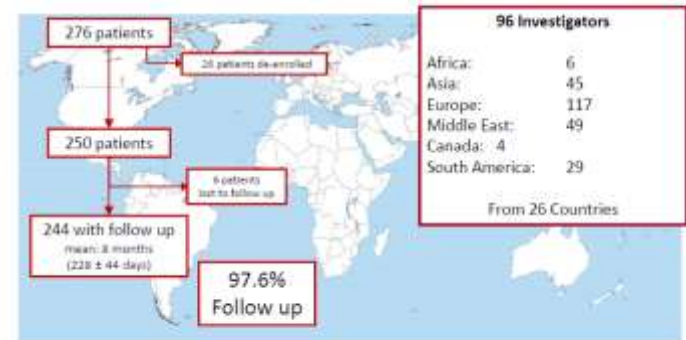 276 patients
26 patients de-enrolled
250 patients
6 patients
lost to follow up
244 with follow up
mean: 8 months
(228 ± 44 days)
97.6%
Follow up
96 Investigators
Africa: 6
Asia: 45
Europe: 117
Middle East: 49
Canada: 4
South America: 29
From 26 Countries